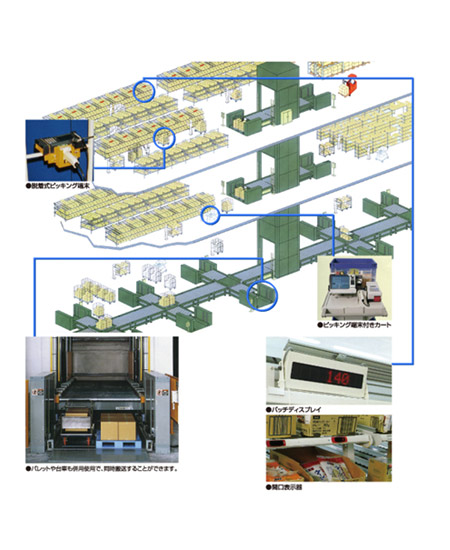 ●脱着式ピッキング端末
●ピッキング端末付きカート
140
●バッチディスプレイ
●パレットや台車も併用使用で、同時搬送することができます。
●開口表示器